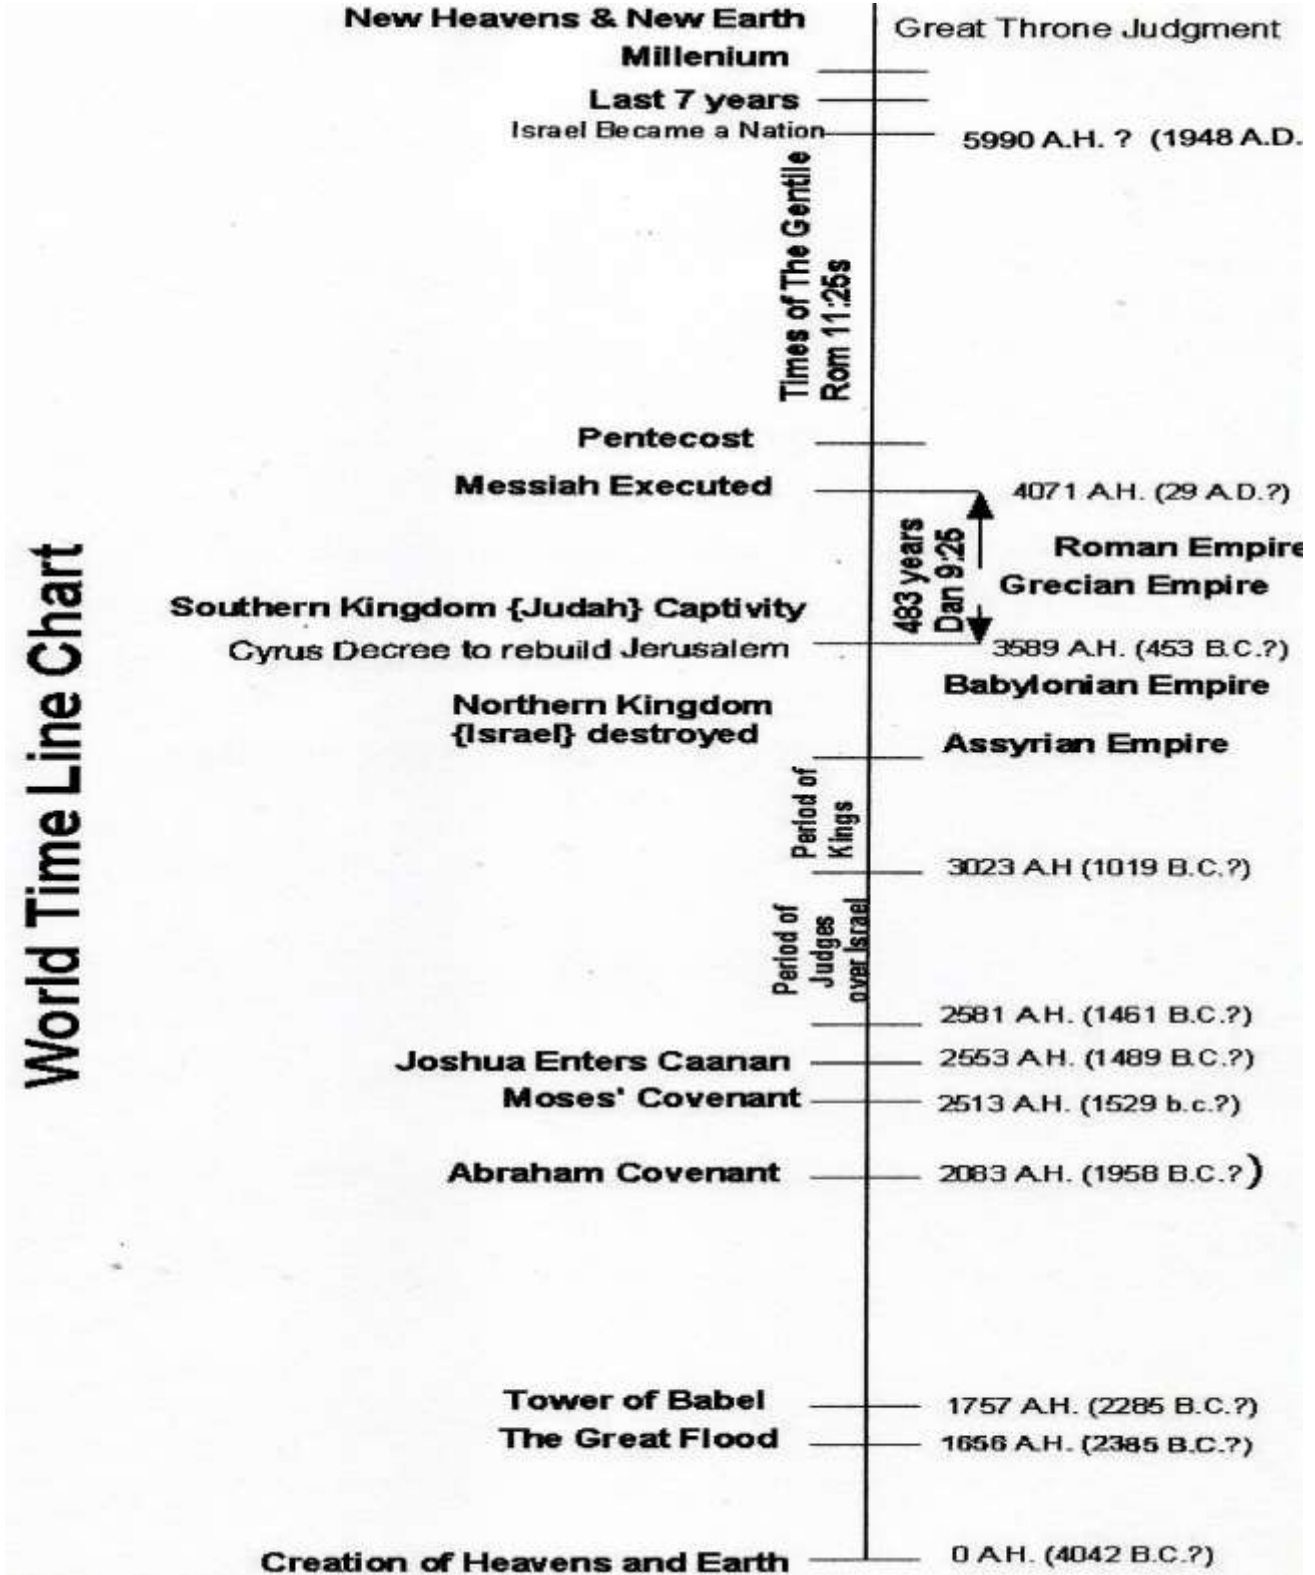 World Time Line Chart
New Heavens & New Earth
Great Throne Judgment
Millenium
Last 7 years
Israel Became a Nation
5990 A.H. ? (1948 A.D.
Times of The Gentile
Rom 11:25s
Pentecost
Messiah Executed
4071 A.H. (29 A.D.?)
483 years
Dan 9:25
Roman Empire
Grecian Empire
Southern Kingdom {Judah} Captivity
Cyrus Decree to rebuild Jerusalem
3589 A.H. (453 B.C.?)
Babylonian Empire
Northern Kingdom
{Israel} destroyed
Assyrian Empire
Period of
Kings
3023 A.H (1019 B.C.?)
Period of
Judges
over Israel
2581 A.H. (1461 B.C.?)
Joshua Enters Caanan
2553 A.H. (1489 B.C.?)
Moses' Covenant
2513 A.H. (1529 b.c.?)
Abraham Covenant
2083 A.H. (1958 B.C.?)
Tower of Babel
1757 A.H. (2285 B.C.?)
The Great Flood
1656 A.H. (2385 B.C.?)
Creation of Heavens and Earth
0 A.H. (4042 B.C.?)